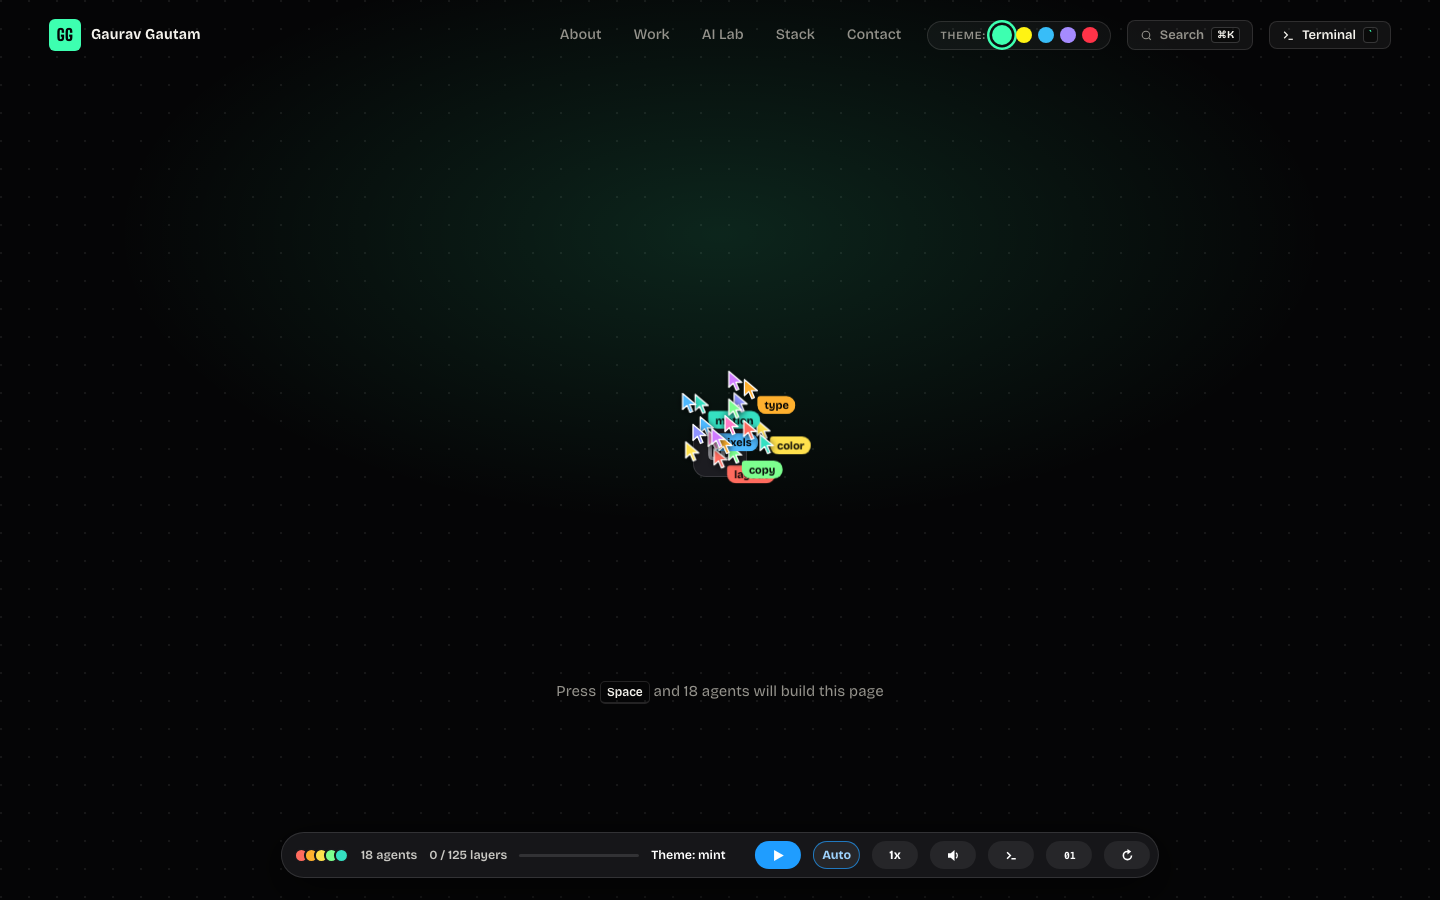 GG Gaurav Gautam About Work AI Lab Stack Contact THEME: Search ⌘K Terminal `
type
color
copy
Press Space and 18 agents will build this page
18 agents 0 / 125 layers Theme: mint Auto 1x 01